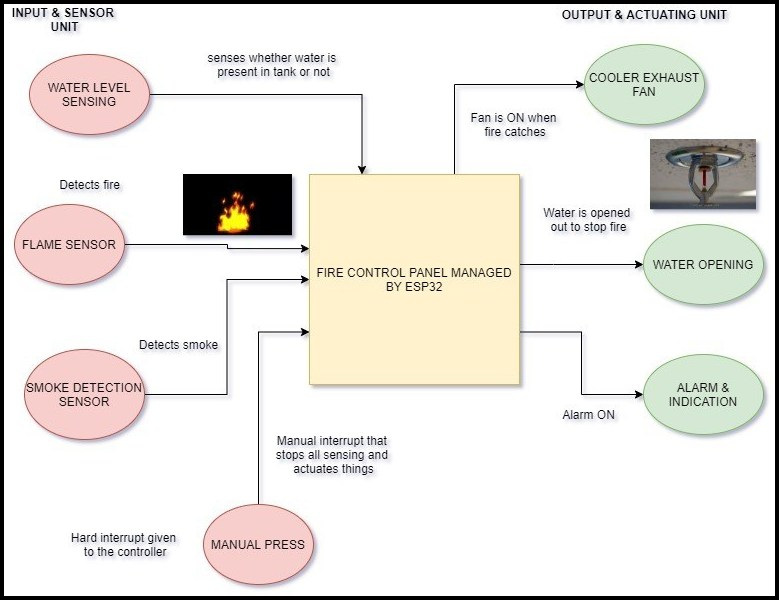 INPUT & SENSOR
UNIT
OUTPUT & ACTUATING UNIT
senses whether water is
present in tank or not
WATER LEVEL
SENSING
COOLER EXHAUST
FAN
Fan is ON when
fire catches
Detects fire
Water is opened
out to stop fire
FLAME SENSOR
FIRE CONTROL PANEL MANAGED
BY ESP32
WATER OPENING
Detects smoke
SMOKE DETECTION
SENSOR
ALARM &
INDICATION
Alarm ON
Manual interrupt that
stops all sensing and
actuates things
Hard interrupt given
to the controller
MANUAL PRESS